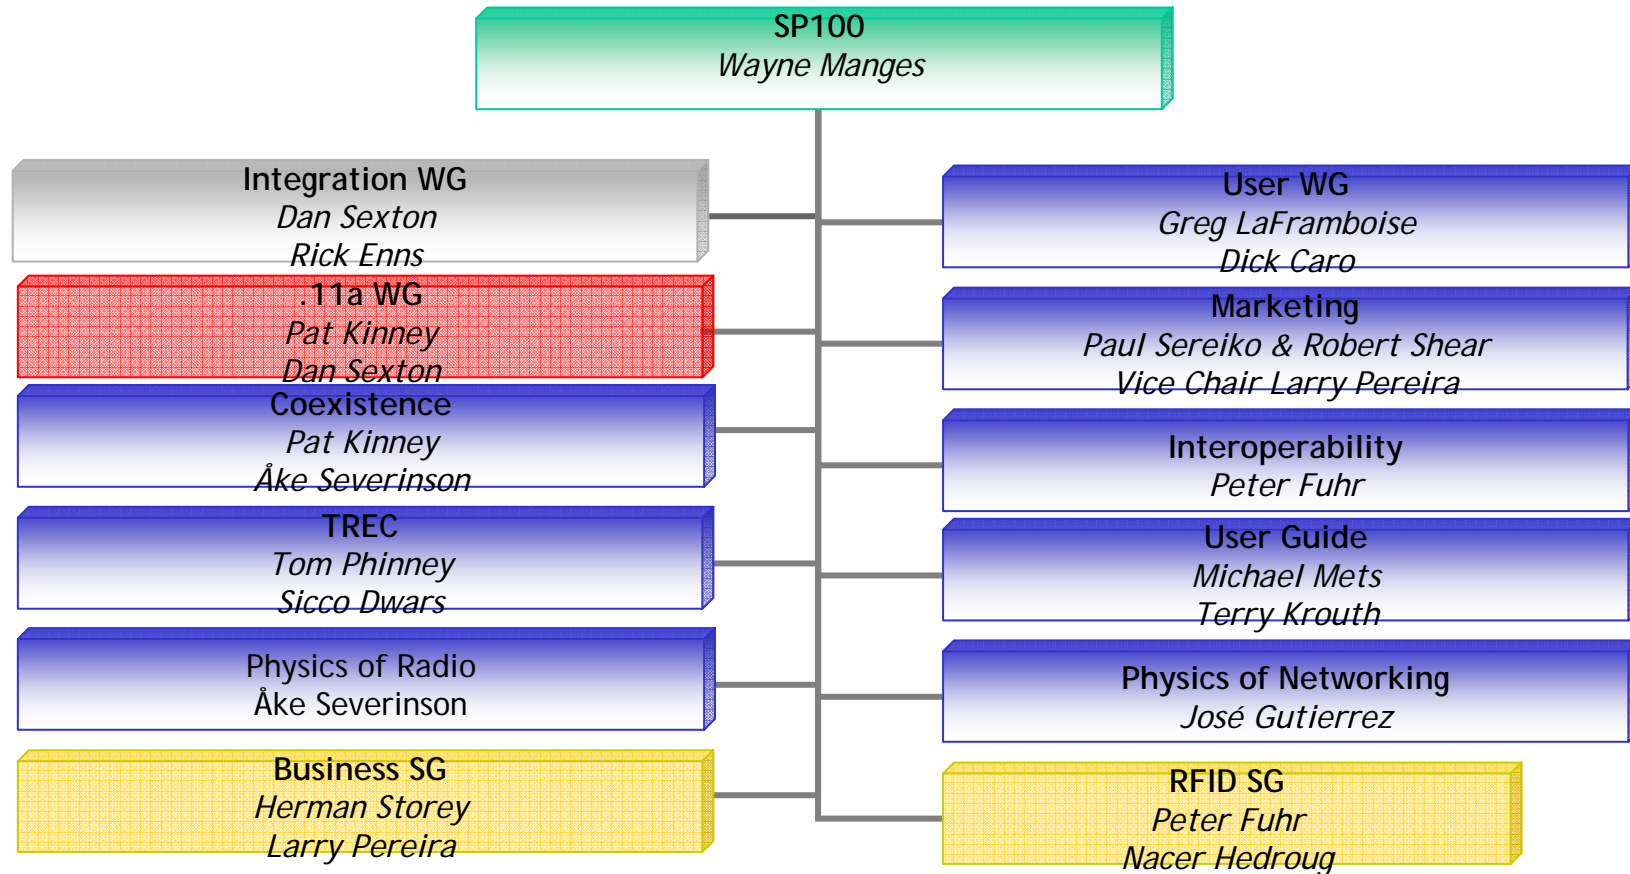 SP100
Wayne Manges
Integration WG
Dan Sexton
Rick Enns
.11a WG
Pat Kinney
Dan Sexton
Coexistence
Pat Kinney
Åke Severinson
TREC
Tom Phinney
Sicco Dwars
Physics of Radio
Åke Severinson
Business SG
Herman Storey
Larry Pereira
User WG
Greg LaFramboise
Dick Caro
Marketing
Paul Sereiko & Robert Shear
Vice Chair Larry Pereira
Interoperability
Peter Fuhr
User Guide
Michael Mets
Terry Krouth
Physics of Networking
José Gutierrez
RFID SG
Peter Fuhr
Nacer Hedroug